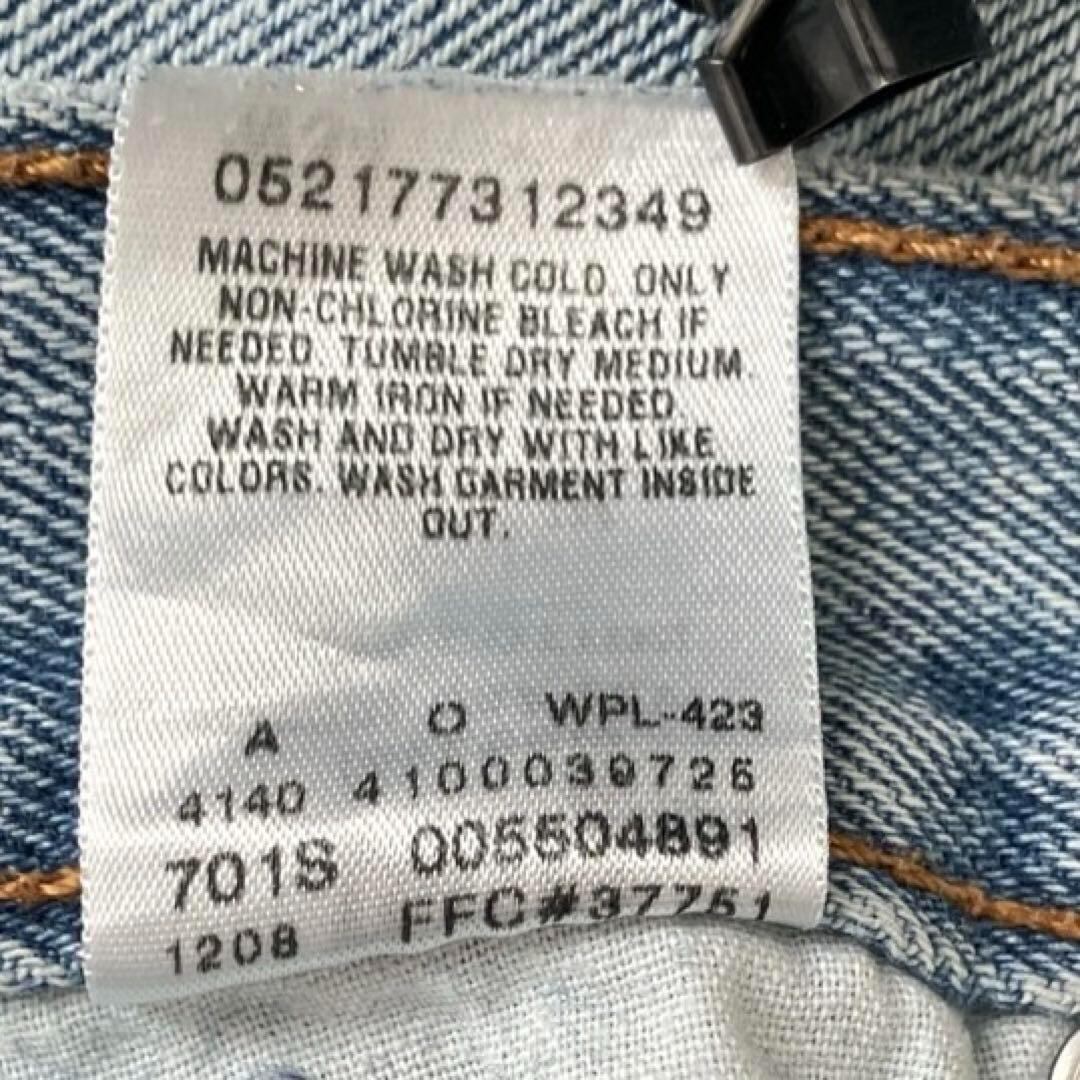 052177312349
MACHINE WASH COLD. ONLY
NON-CHLORINE BLEACH IF
NEEDED. TUMBLE DRY MEDIUM.
WARM IRON IF NEEDED.
WASH AND DRY WITH LIKE
COLORS. WASH GARMENT INSIDE
OUT.
A O WPL-423
4140 4100039726
701S 005504891
1208 FFC#37751